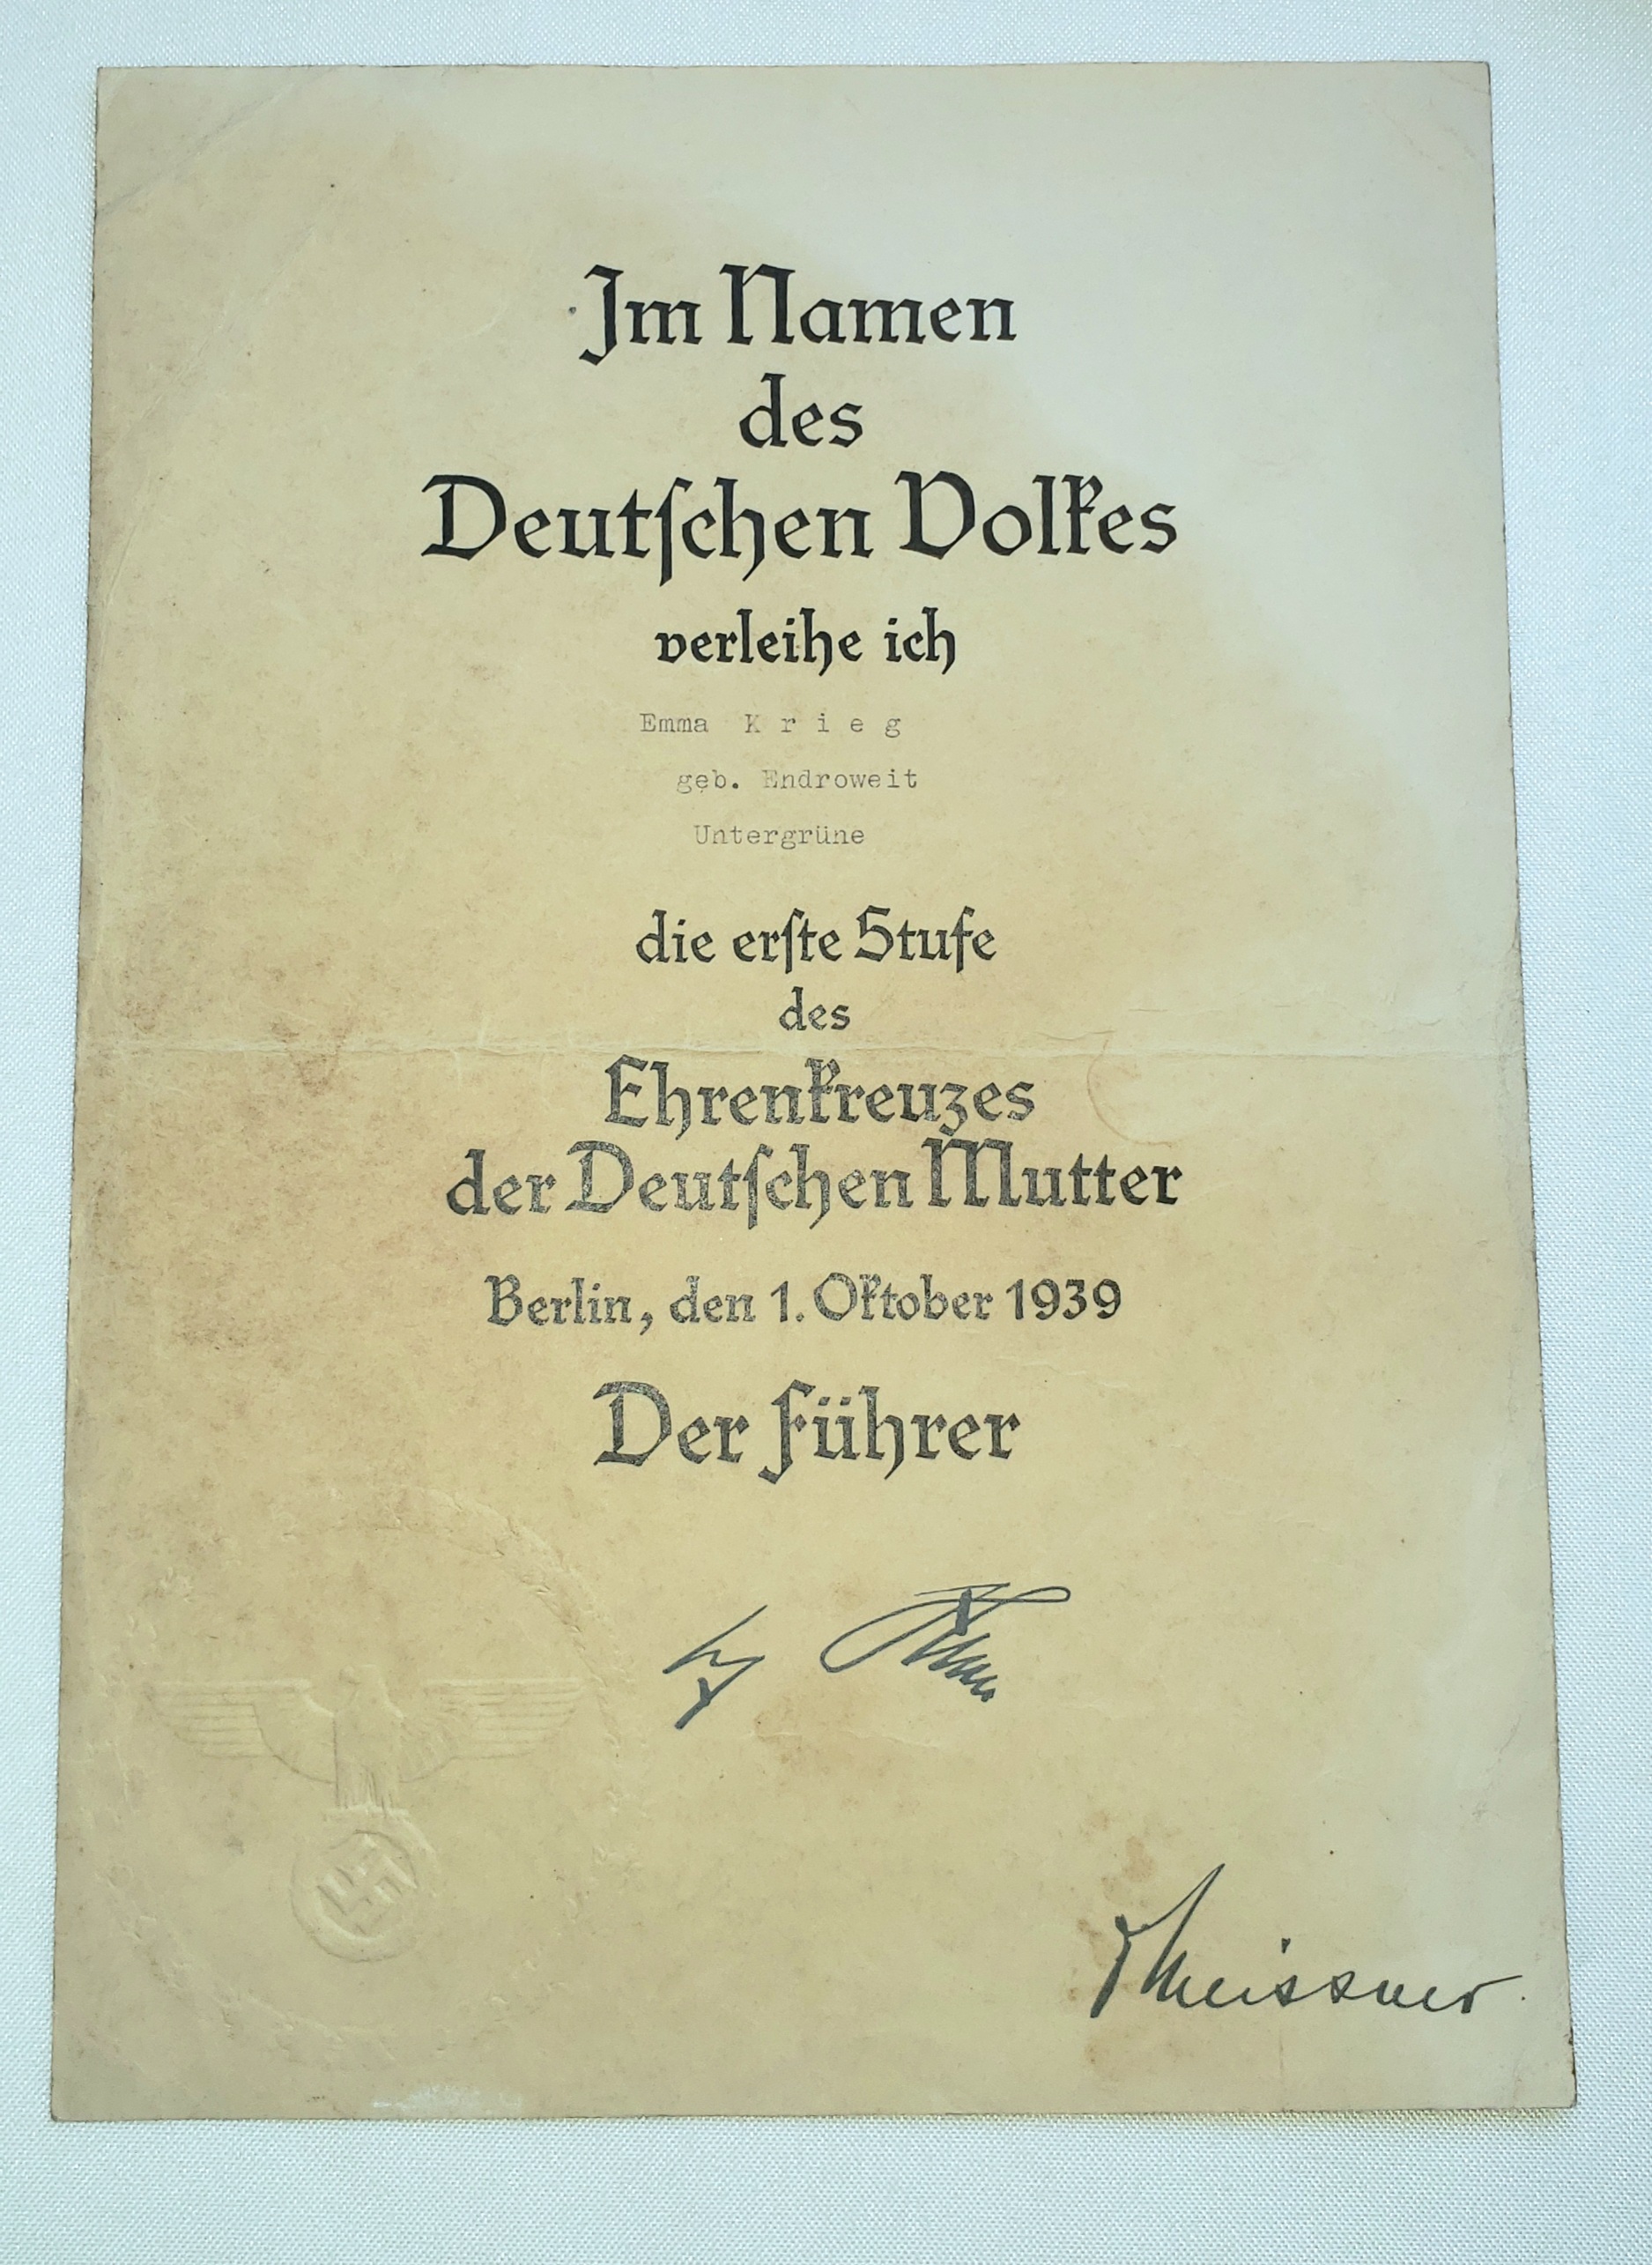 Im Namen
des
Deutſchen Volkes
verleihe ich
Emma K r i e g
geb. Endroweit
Untergrüne
die erſte Stufe
des
Ehrenkreuzes
der Deutſchen Mutter
Berlin, den 1. Oktober 1939
Der Führer
Meissner